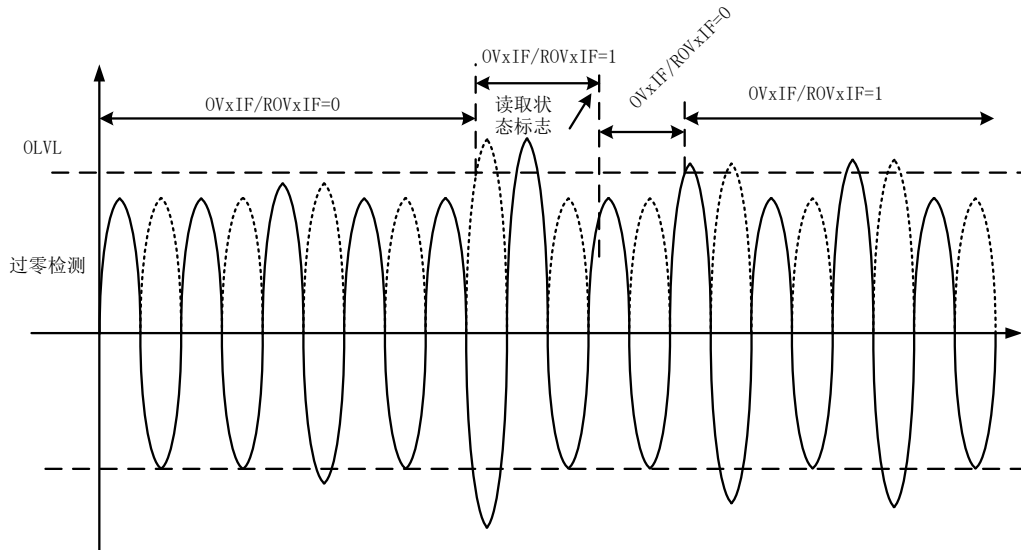 OVxIF/ROVxIF=1
OVxIF/ROVxIF=0
OVxIF/ROVxIF=0
读取状
态标志
OVxIF/ROVxIF=1
OLVL
过零检测